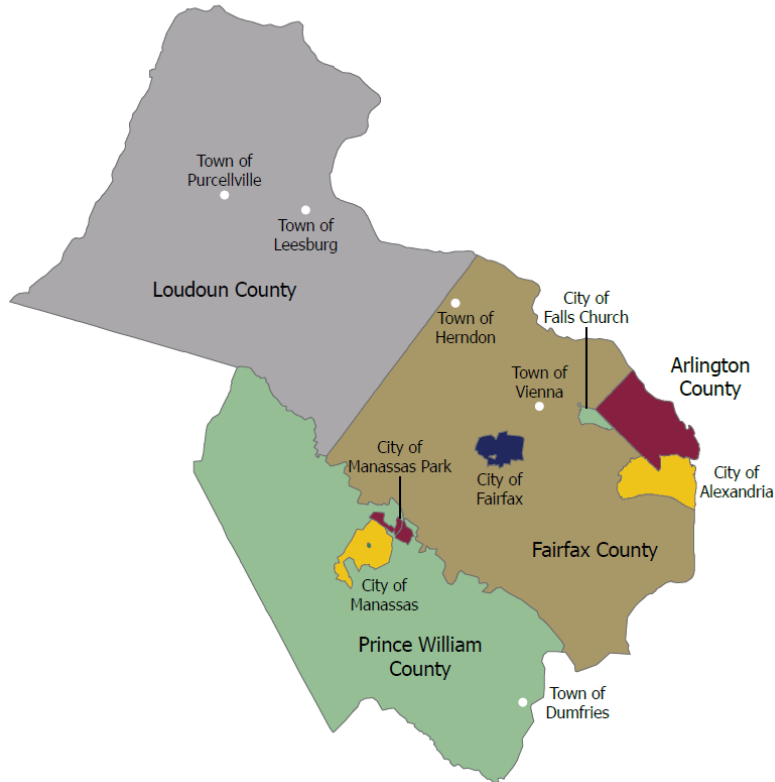 Town of
Purcellville
Town of
Leesburg
Loudoun County
City of
Falls Church
Town of
Herndon
Arlington
County
Town of
Vienna
City of
Manassas Park
City of
Fairfax
City of
Alexandria
Fairfax County
City of
Manassas
Prince William
County
Town of
Dumfries